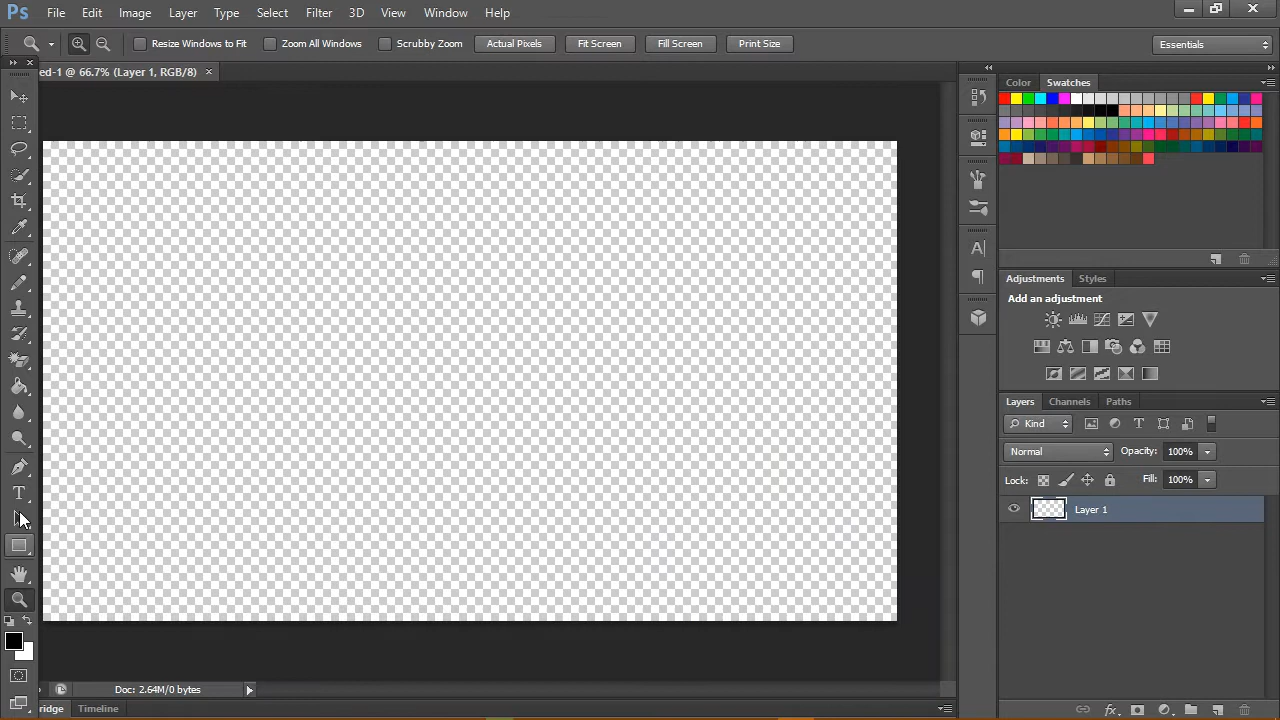 Ps File Edit Image Layer Type Select Filter 3D View Window Help
Resize Windows to Fit Zoom All Windows Scrubby Zoom Actual Pixels Fit Screen Fill Screen Print Size Essentials
ed-1 @ 66.7% (Layer 1, RGB/8) ×
Color Swatches
Adjustments Styles
Add an adjustment
Layers Channels Paths
Kind
Normal Opacity: 100%
Lock: Fill: 100%
Layer 1
Doc: 2.64M/0 bytes
ridge Timeline